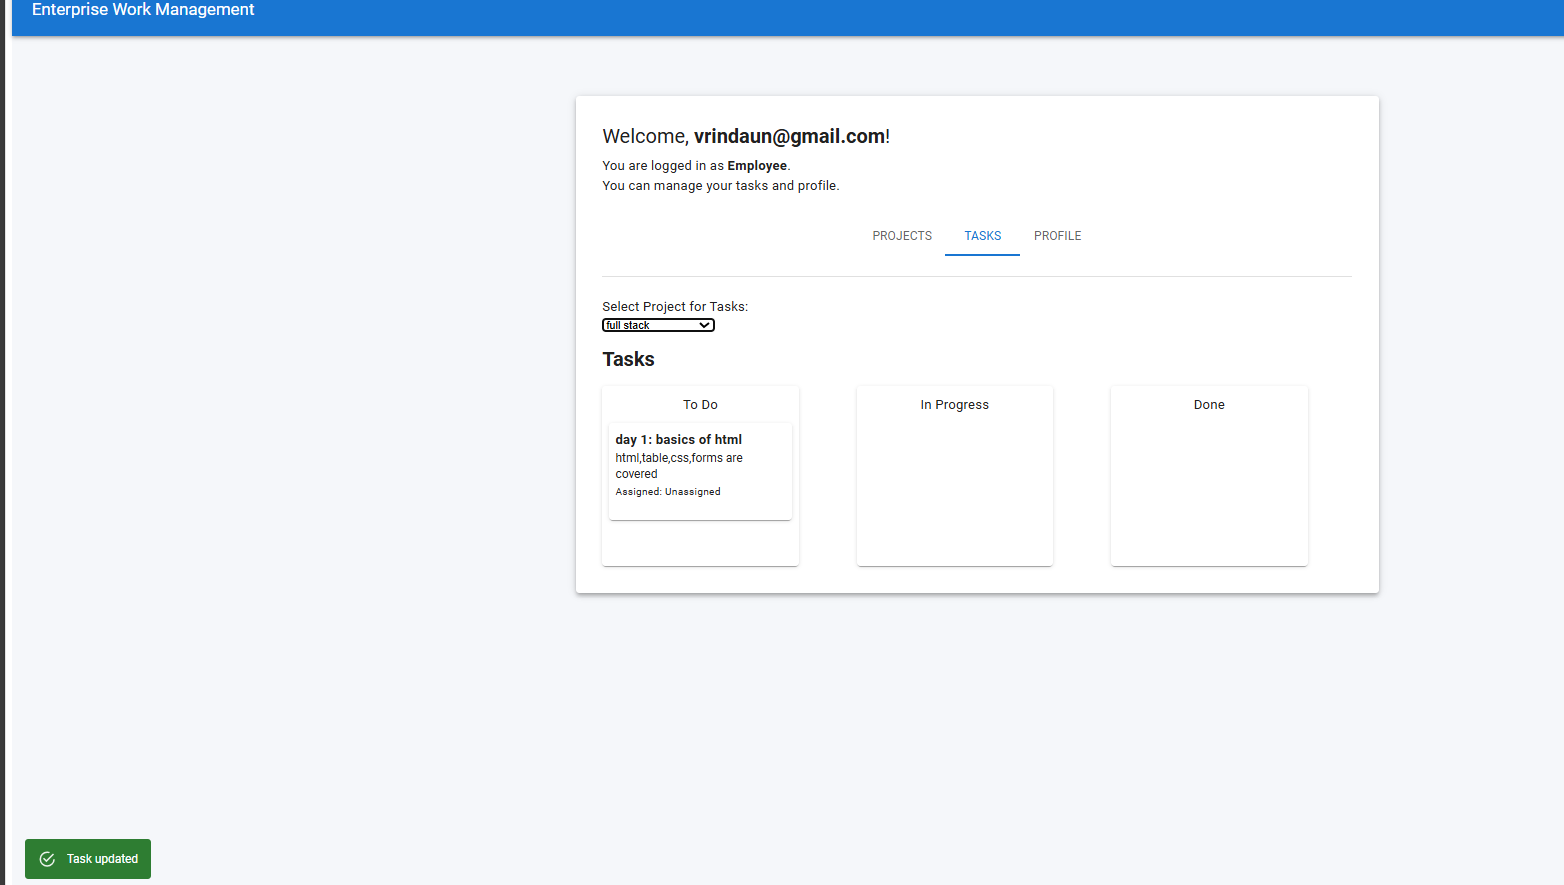 Enterprise Work Management
Welcome, vrindaun@gmail.com!
You are logged in as Employee.
You can manage your tasks and profile.
PROJECTS TASKS PROFILE
Select Project for Tasks:
full stack
Tasks
To Do
day 1: basics of html
html,table,css,forms are
covered
Assigned: Unassigned
In Progress
Done
Task updated